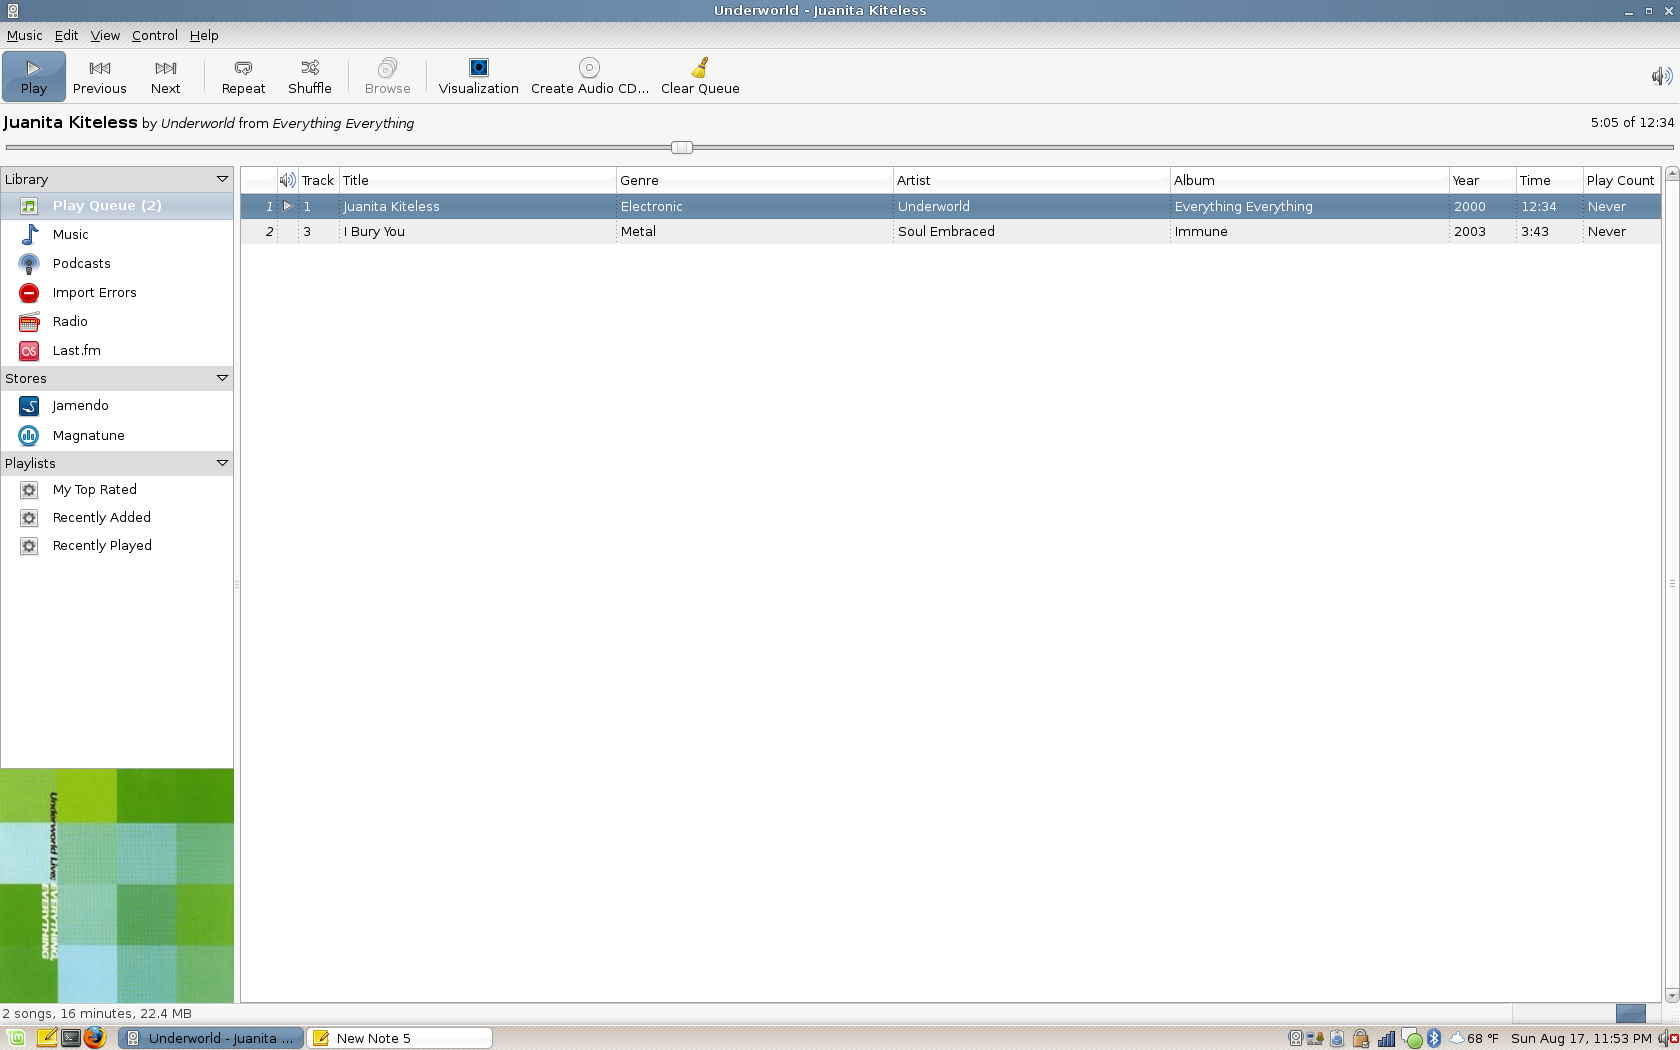 Underworld - Juanita Kiteless
Music Edit View Control Help
Play Previous Next Repeat Shuffle Browse Visualization Create Audio CD... Clear Queue
Juanita Kiteless by Underworld from Everything Everything 5:05 of 12:34
Library
Play Queue (2)
Music
Podcasts
Import Errors
Radio
Last.fm
Stores
Jamendo
Magnatune
Playlists
My Top Rated
Recently Added
Recently Played
Track Title Genre Artist Album Year Time Play Count
1 1 Juanita Kiteless Electronic Underworld Everything Everything 2000 12:34 Never
2 3 I Bury You Metal Soul Embraced Immune 2003 3:43 Never
Underworld Live: EVERYTHING,
EVERYTHING
2 songs, 16 minutes, 22.4 MB
Underworld - Juanita ... New Note 5 68 °F Sun Aug 17, 11:53 PM